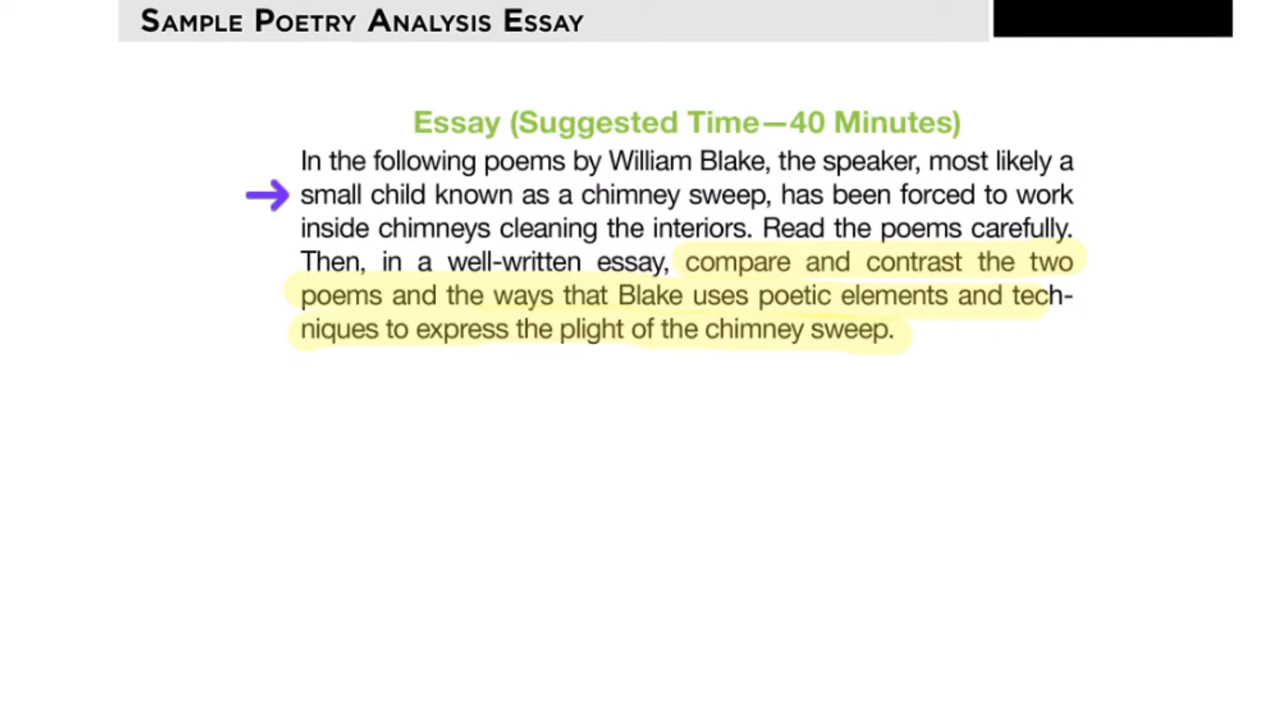 SAMPLE POETRY ANALYSIS ESSAY
Essay (Suggested Time—40 Minutes)
In the following poems by William Blake, the speaker, most likely a
small child known as a chimney sweep, has been forced to work
inside chimneys cleaning the interiors. Read the poems carefully.
Then, in a well-written essay, compare and contrast the two
poems and the ways that Blake uses poetic elements and tech-
niques to express the plight of the chimney sweep.